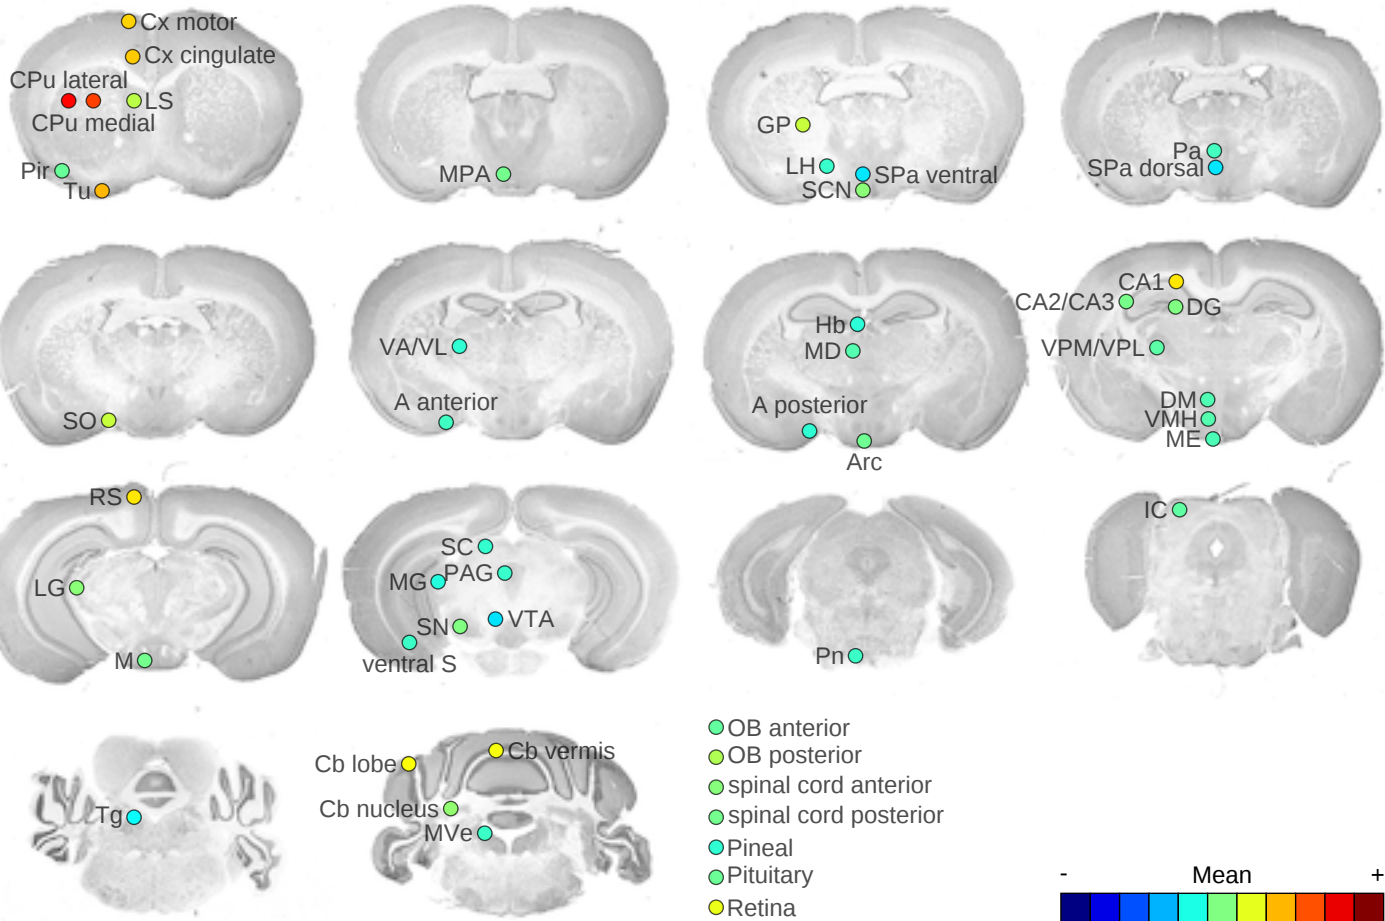 Cx motor
Cx cingulate
CPu lateral
LS
CPu medial
Pir
Tu
MPA
GP
LH
SPa ventral
SCN
Pa
SPa dorsal
SO
VA/VL
A anterior
Hb
MD
A posterior
Arc
CA1
CA2/CA3
DG
VPM/VPL
DM
VMH
ME
RS
LG
M
SC
MG
PAG
SN
VTA
ventral S
Pn
IC
Tg
Cb lobe
Cb vermis
Cb nucleus
MVe
OB anterior
OB posterior
spinal cord anterior
spinal cord posterior
Pineal
Pituitary
Retina
- Mean +